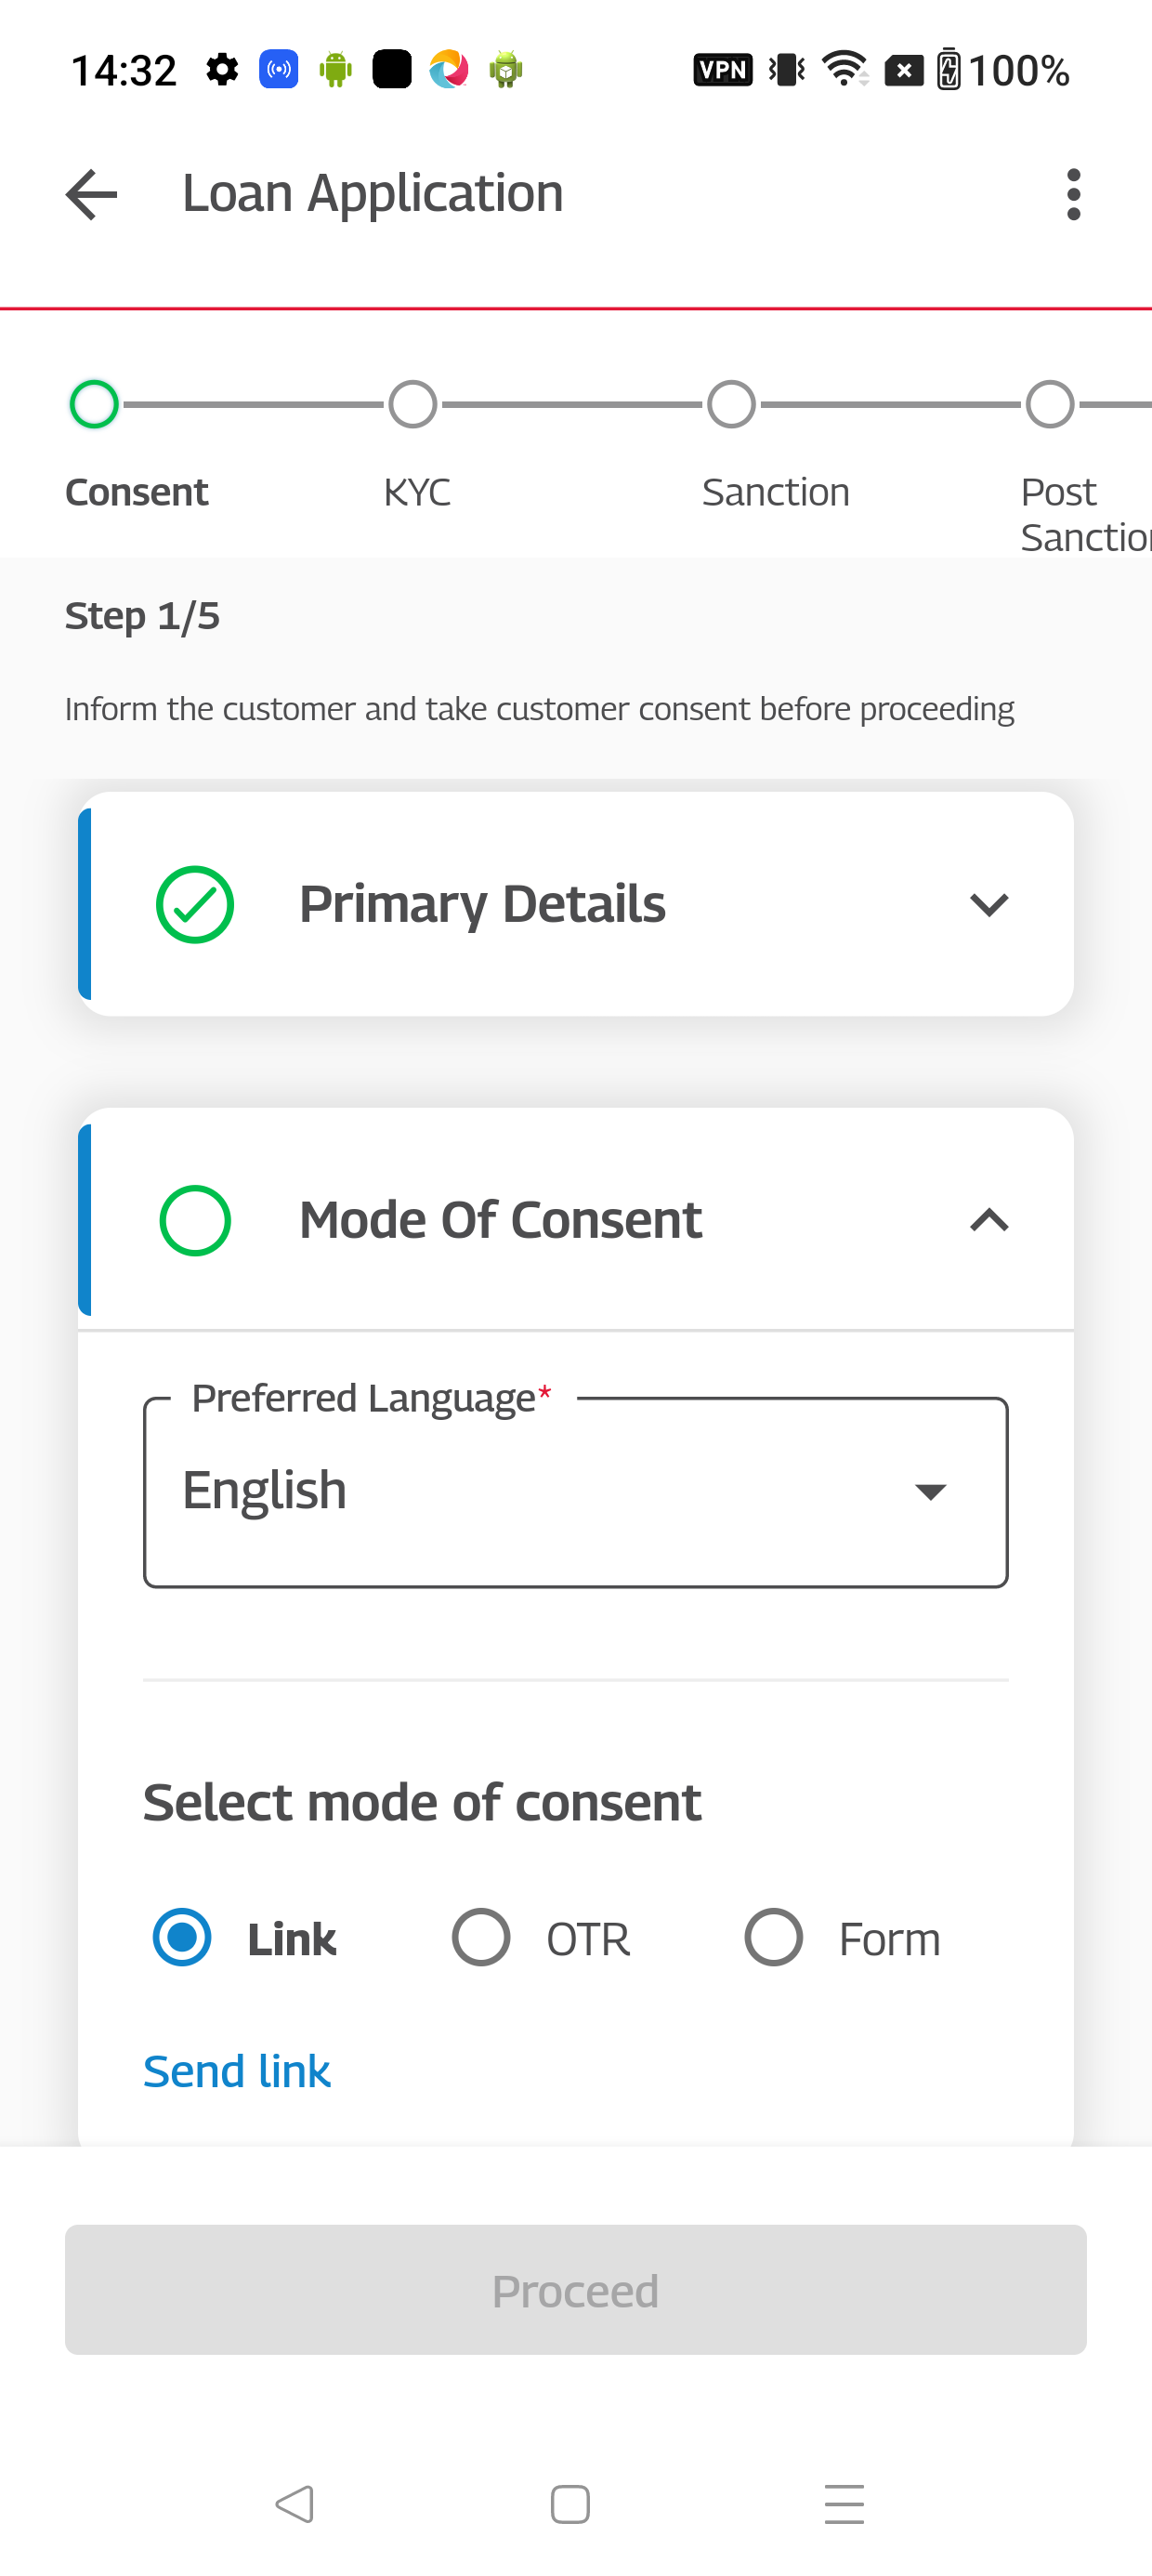 14:32 VPN 100%
Loan Application
Consent KYC Sanction Post
Sanction
Step 1/5
Inform the customer and take customer consent before proceeding
Primary Details
Mode Of Consent
Preferred Language*
English
Select mode of consent
Link OTR Form
Send link
Proceed